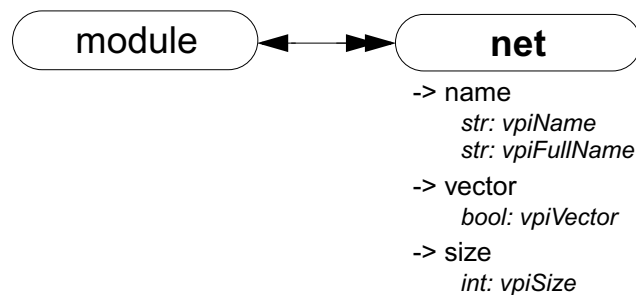 module
net
-> name
str: vpiName
str: vpiFullName
-> vector
bool: vpiVector
-> size
int: vpiSize